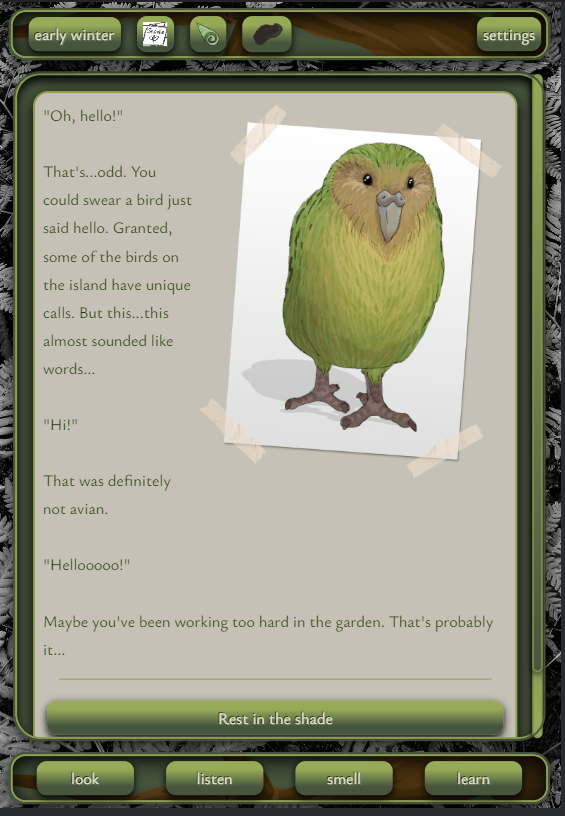 early winter
settings
"Oh, hello!"
That's...odd. You
could swear a bird just
said hello. Granted,
some of the birds on
the island have unique
calls. But this...this
almost sounded like
words...
"Hi!"
That was definitely
not avian.
"Hellooooo!"
Maybe you've been working too hard in the garden. That's probably
it...
Rest in the shade
look
listen
smell
learn